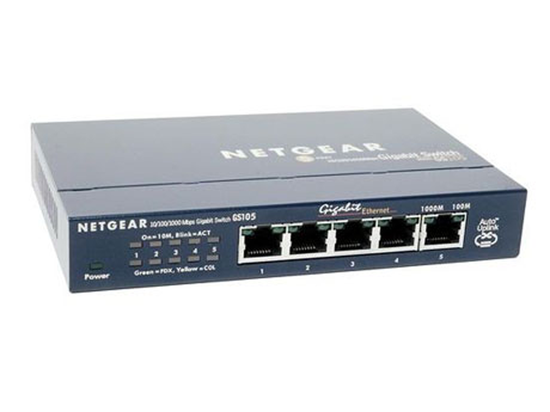 NETGEAR
Gigabit Switch
NETGEAR 10/100/1000 Mbps Gigabit Switch GS105
On = 10M, Blink = ACT
1 2 3 4 5
Green = FDX, Yellow = COL
Power
Gigabit Ethernet
1000M 100M
Auto
Uplink
1 2 3 4 5